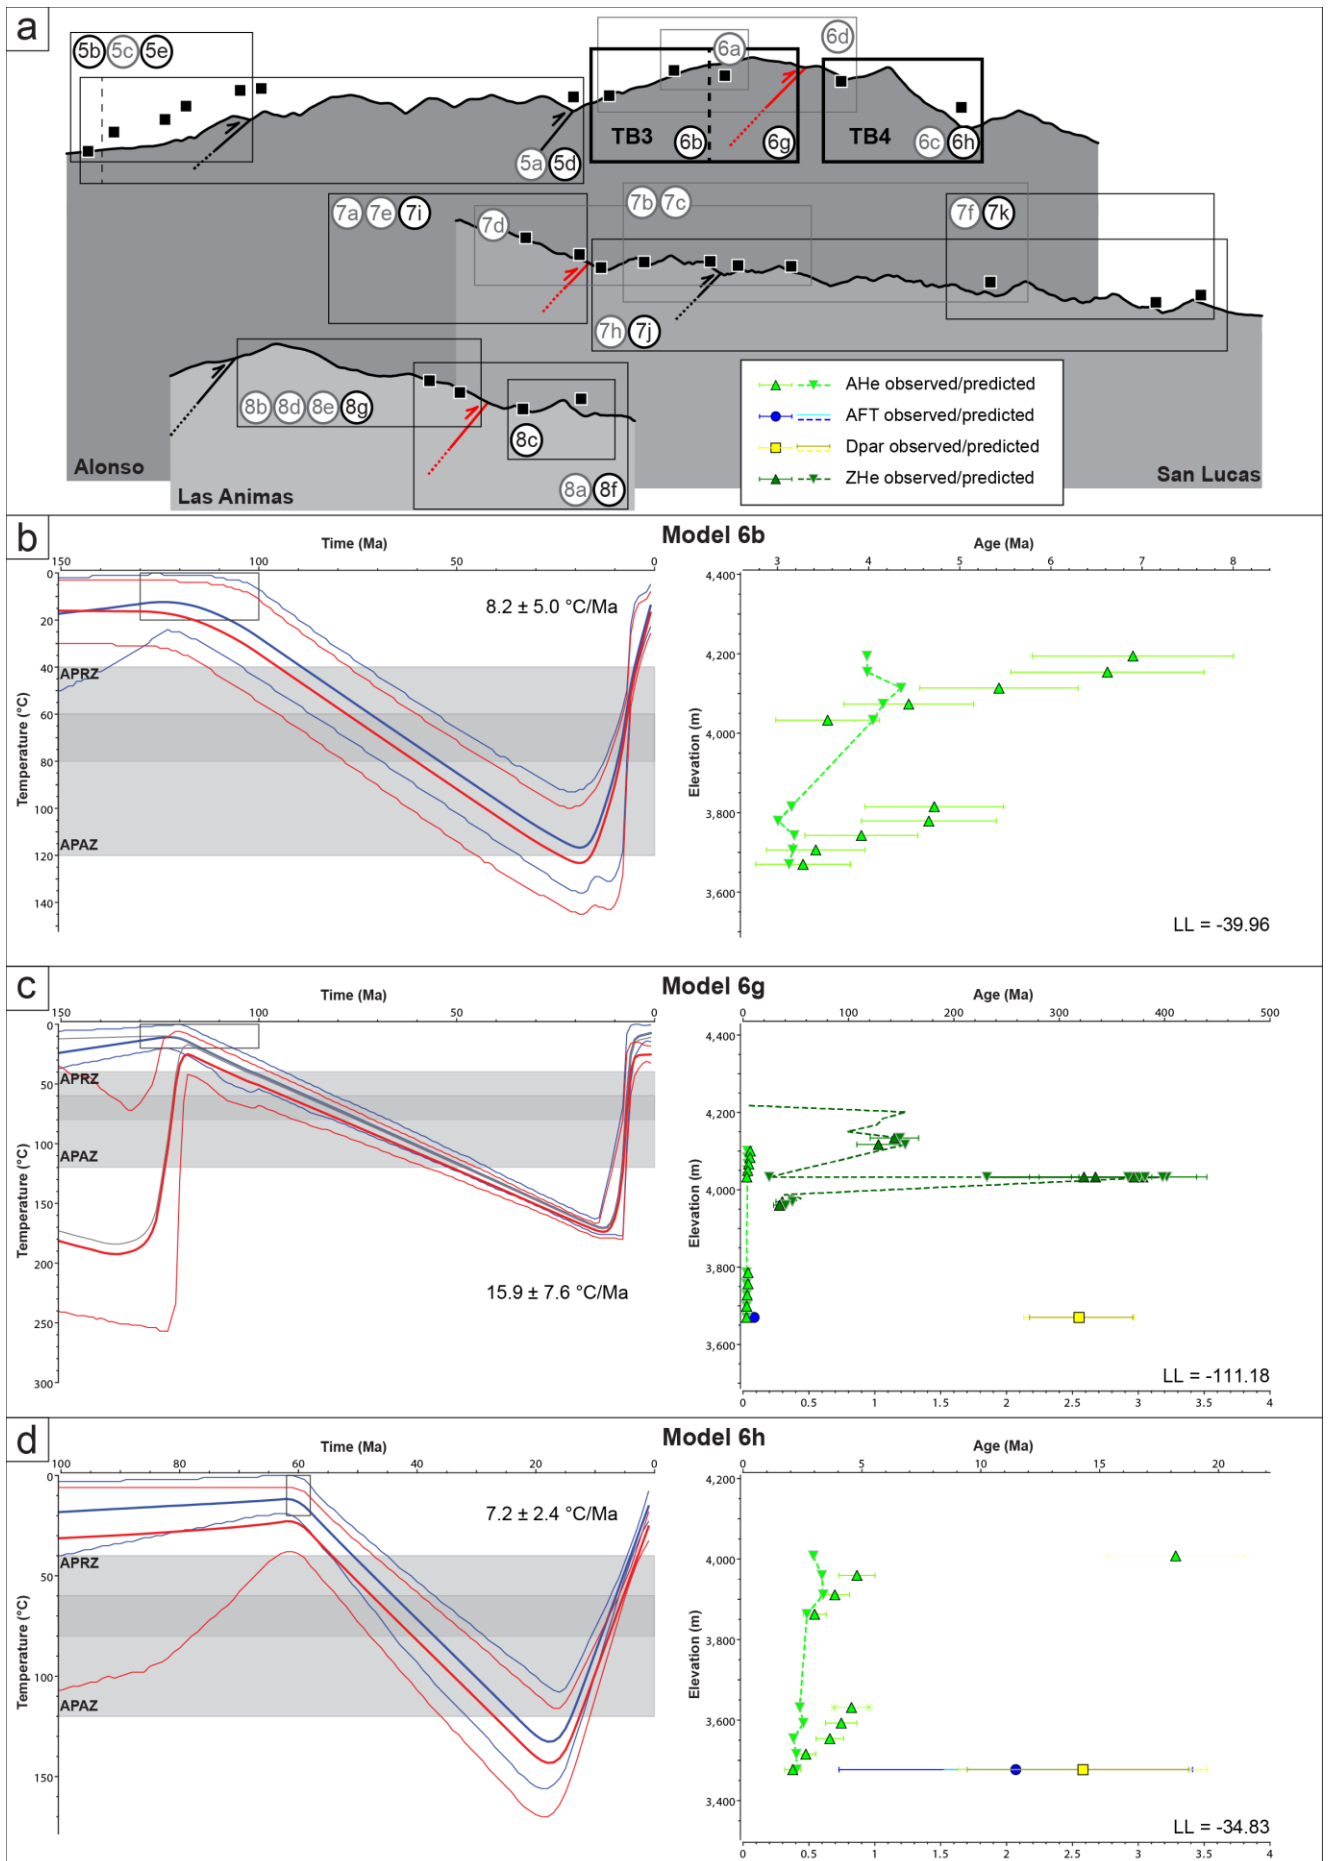 a
5b 5c 5e
6a
6d
TB3
6b
6g
TB4
6c 6h
5a 5d
7a 7e 7i
7b 7c
7f 7k
7d
7h 7j
8b 8d 8e 8g
8c
8a 8f
Alonso
Las Animas
San Lucas
AHe observed/predicted
AFT observed/predicted
Dpar observed/predicted
ZHe observed/predicted
b
Model 6b
Time (Ma)
150 100 50 0
Temperature (°C)
0
20
40
60
80
100
120
140
APRZ
APAZ
8.2 ± 5.0 °C/Ma
Age (Ma)
3 4 5 6 7 8
Elevation (m)
4,400
4,200
4,000
3,800
3,600
LL = -39.96
c
Model 6g
Time (Ma)
150 100 50 0
Temperature (°C)
0
50
100
150
200
250
300
APRZ
APAZ
15.9 ± 7.6 °C/Ma
Age (Ma)
0 100 200 300 400 500
Elevation (m)
4,400
4,200
4,000
3,800
3,600
LL = -111.18
0 0.5 1 1.5 2 2.5 3 3.5 4
d
Model 6h
Time (Ma)
100 80 60 40 20 0
Temperature (°C)
0
50
100
150
APRZ
APAZ
7.2 ± 2.4 °C/Ma
Age (Ma)
0 5 10 15 20
Elevation (m)
4,200
4,000
3,800
3,600
3,400
LL = -34.83
0 0.5 1 1.5 2 2.5 3 3.5 4